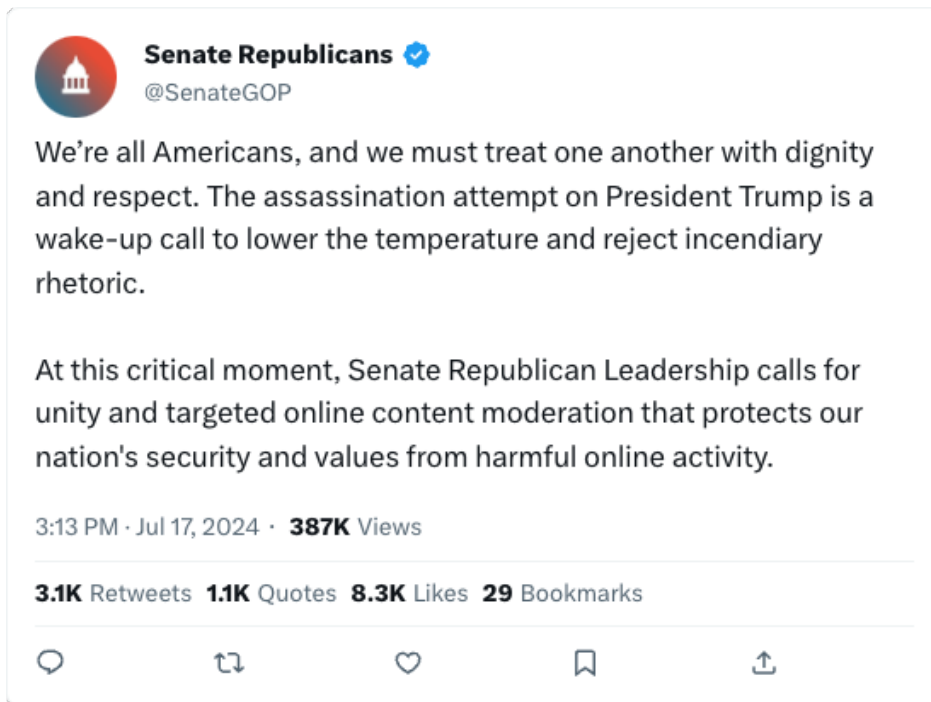 Senate Republicans
@SenateGOP
We’re all Americans, and we must treat one another with dignity
and respect. The assassination attempt on President Trump is a
wake-up call to lower the temperature and reject incendiary
rhetoric.
At this critical moment, Senate Republican Leadership calls for
unity and targeted online content moderation that protects our
nation's security and values from harmful online activity.
3:13 PM · Jul 17, 2024 · 387K Views
3.1K Retweets 1.1K Quotes 8.3K Likes 29 Bookmarks